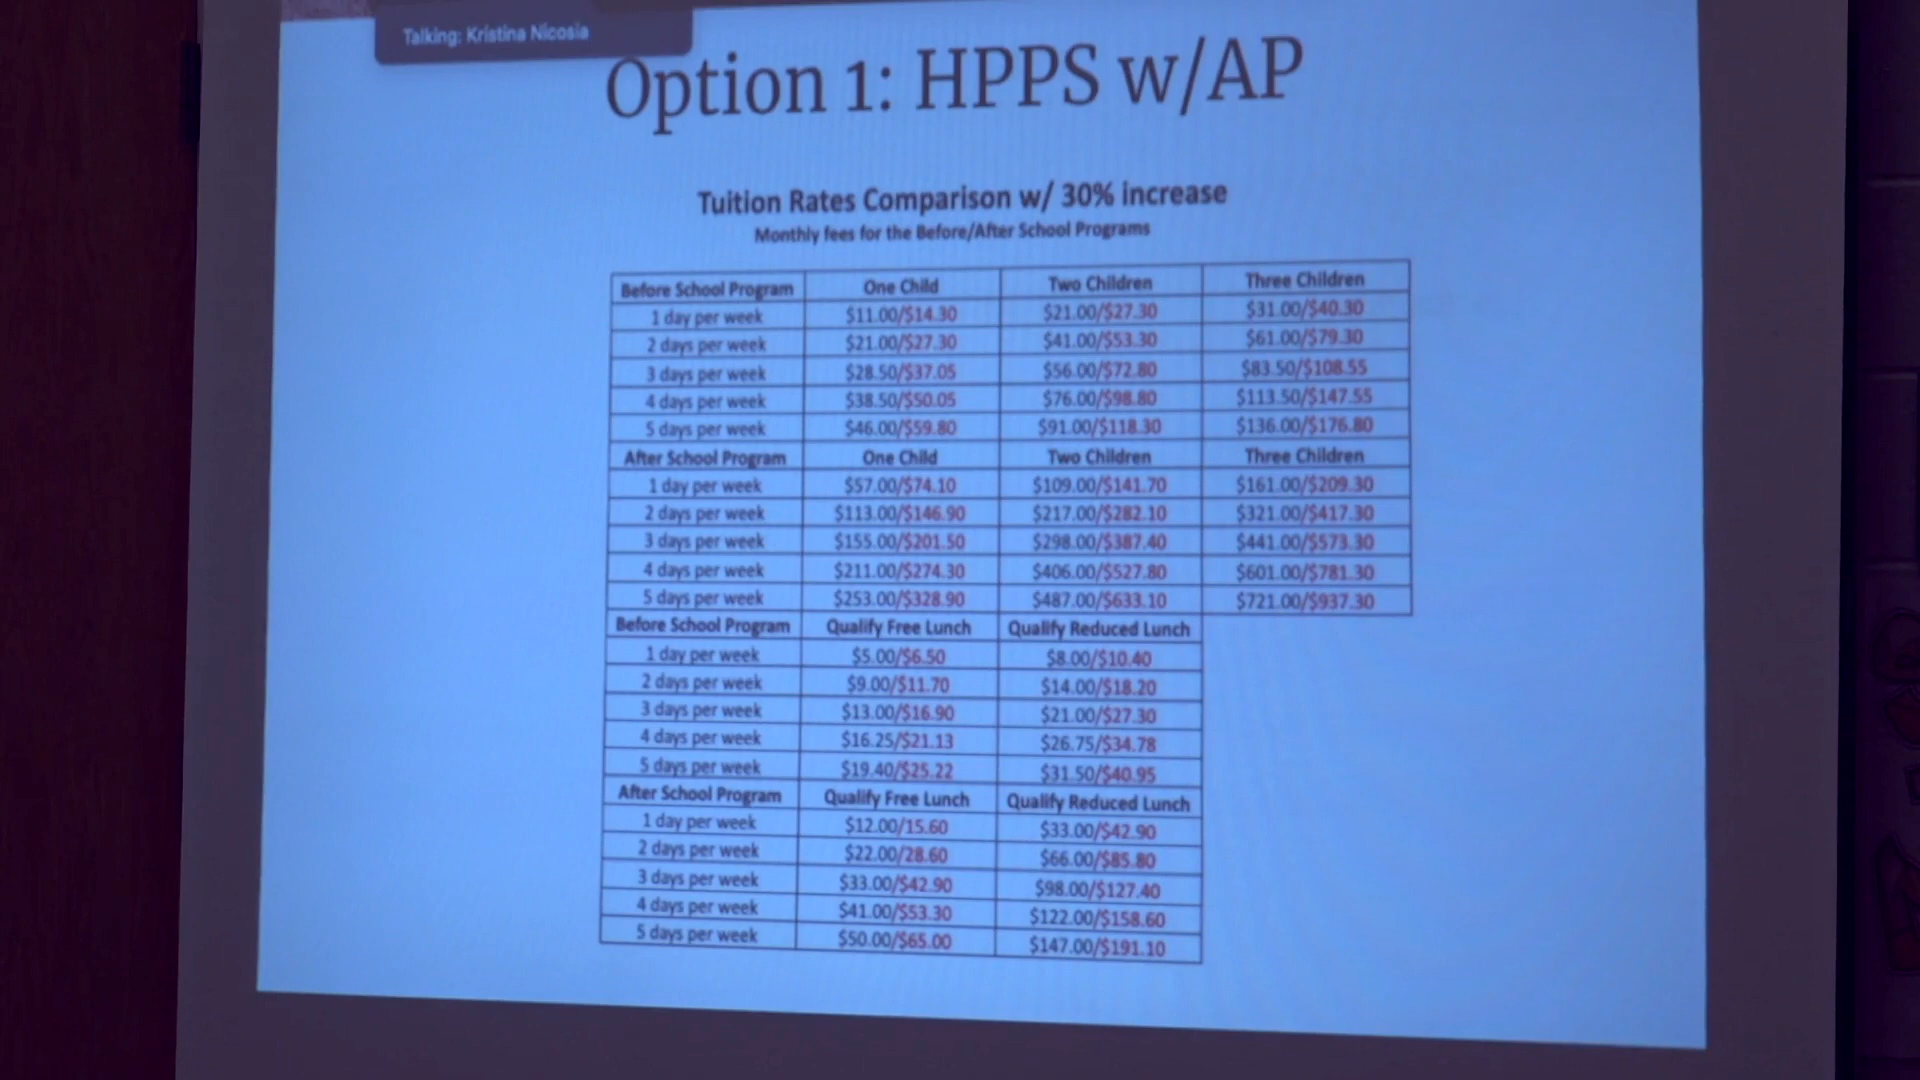 Talking: Kristina Nicosia
Option 1: HPPS w/AP
Tuition Rates Comparison w/ 30% increase
Monthly fees for the Before/After School Programs
Before School Program One Child Two Children Three Children
1 day per week $11.00/$14.30 $21.00/$27.30 $31.00/$40.30
2 days per week $21.00/$27.30 $41.00/$53.30 $61.00/$79.30
3 days per week $28.50/$37.05 $56.00/$72.80 $83.50/$108.55
4 days per week $38.50/$50.05 $76.00/$98.80 $113.50/$147.55
5 days per week $46.00/$59.80 $91.00/$118.30 $136.00/$176.80
After School Program One Child Two Children Three Children
1 day per week $57.00/$74.10 $109.00/$141.70 $161.00/$209.30
2 days per week $113.00/$146.90 $217.00/$282.10 $321.00/$417.30
3 days per week $155.00/$201.50 $298.00/$387.40 $441.00/$573.30
4 days per week $211.00/$274.30 $406.00/$527.80 $601.00/$781.30
5 days per week $253.00/$328.90 $487.00/$633.10 $721.00/$937.30
Before School Program Qualify Free Lunch Qualify Reduced Lunch
1 day per week $5.00/$6.50 $8.00/$10.40
2 days per week $9.00/$11.70 $14.00/$18.20
3 days per week $13.00/$16.90 $21.00/$27.30
4 days per week $16.25/$21.13 $26.75/$34.78
5 days per week $19.40/$25.22 $31.50/$40.95
After School Program Qualify Free Lunch Qualify Reduced Lunch
1 day per week $12.00/15.60 $33.00/$42.90
2 days per week $22.00/28.60 $66.00/$85.80
3 days per week $33.00/$42.90 $98.00/$127.40
4 days per week $41.00/$53.30 $122.00/$158.60
5 days per week $50.00/$65.00 $147.00/$191.10